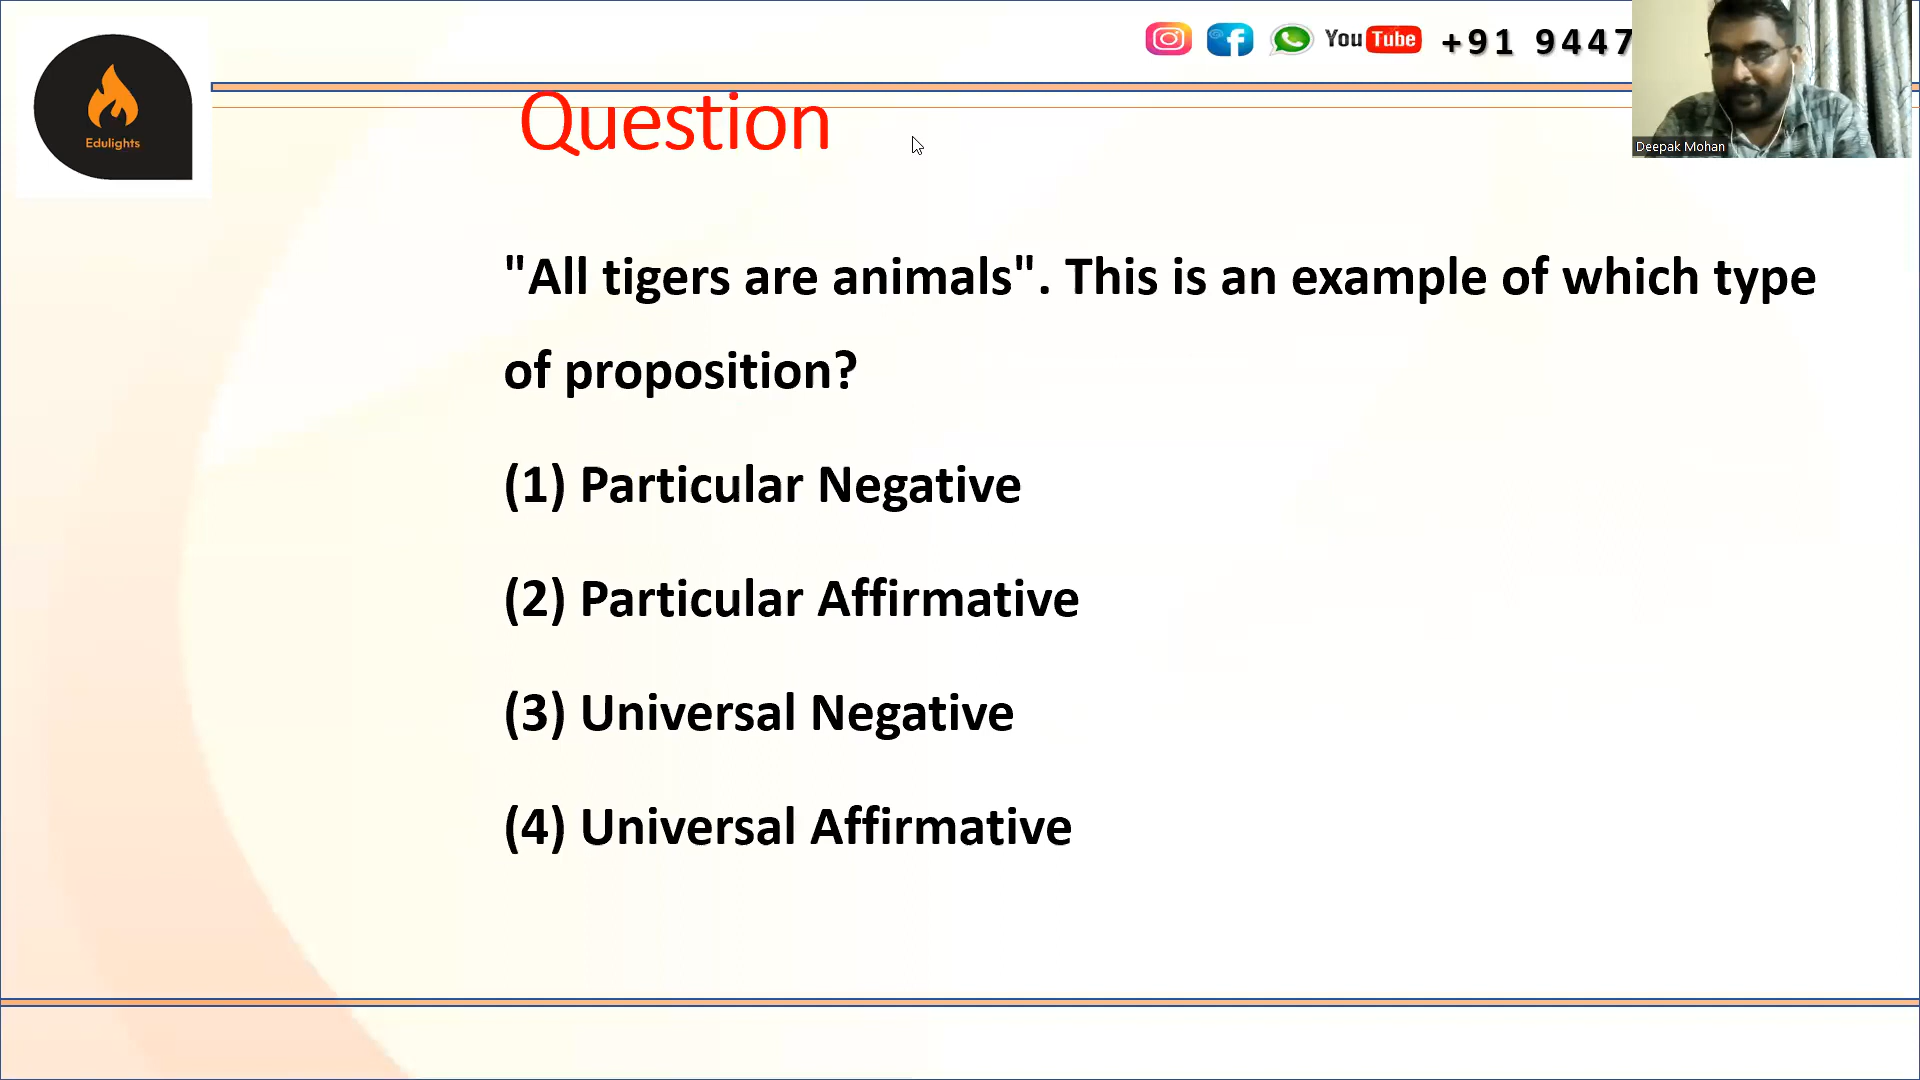 You Tube +91 9447
Edulights
Question
Deepak Mohan
"All tigers are animals". This is an example of which type
of proposition?
(1) Particular Negative
(2) Particular Affirmative
(3) Universal Negative
(4) Universal Affirmative